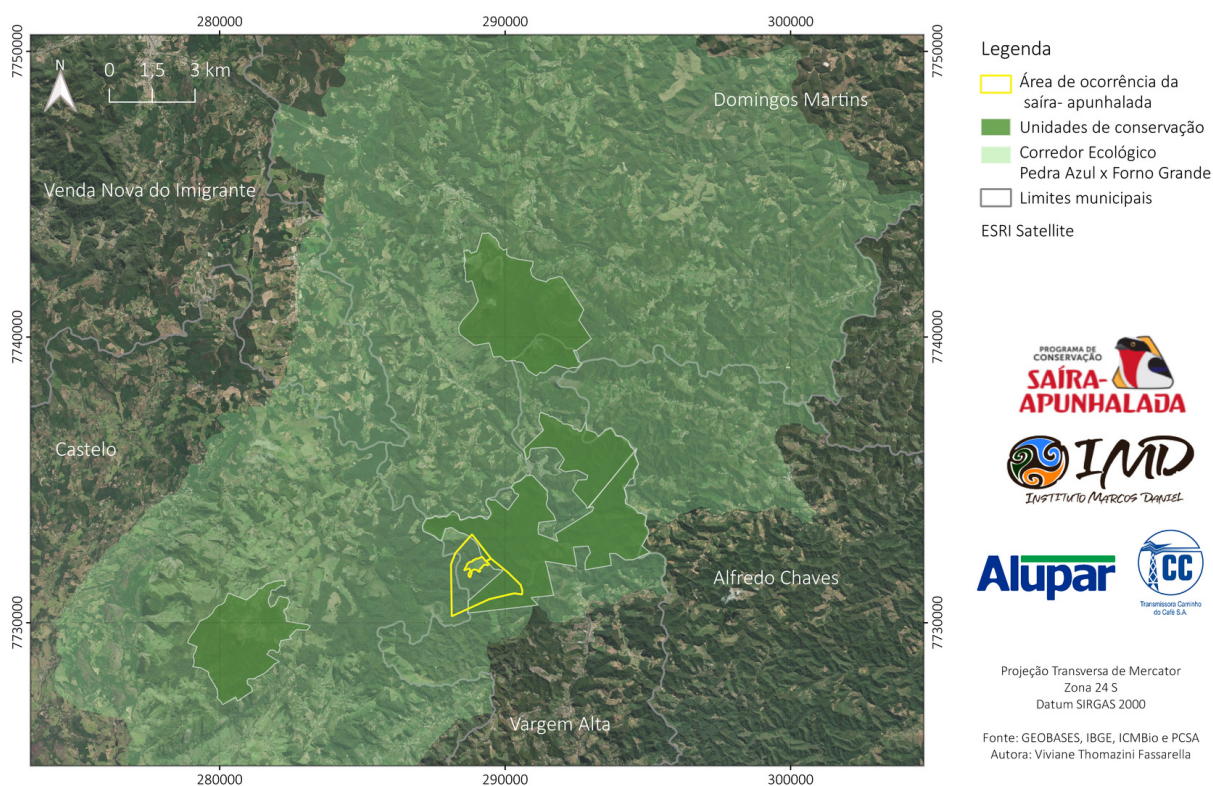 280000
290000
300000
7750000
7750000
N
0 1,5 3 km
Domingos Martins
Venda Nova do Imigrante
7740000
7740000
Castelo
Alfredo Chaves
7730000
7730000
Vargem Alta
280000
290000
300000
Legenda
Área de ocorrência da
saíra- apunhalada
Unidades de conservação
Corredor Ecológico
Pedra Azul x Forno Grande
Limites municipais
ESRI Satellite
PROGRAMA DE
CONSERVAÇÃO
SAÍRA-
APUNHALADA
IMD
INSTITUTO MARCOS DANIEL
Alupar
TCC
Transmissora Caminho
do Café S.A.
Projeção Transversa de Mercator
Zona 24 S
Datum SIRGAS 2000
Fonte: GEOBASES, IBGE, ICMBio e PCSA
Autora: Viviane Thomazini Fassarella